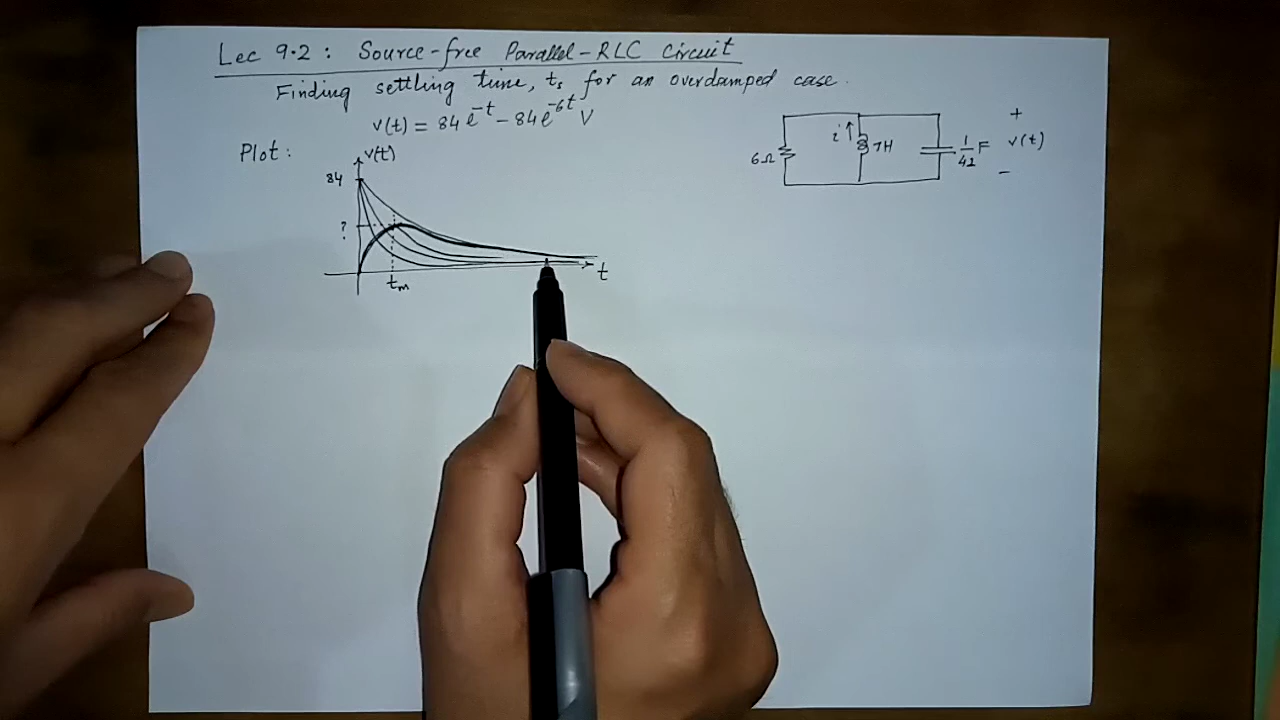 Lec 9.2 : Source-free Parallel-RLC Circuit
Finding settling time, ts for an overdamped case.
v(t) = 84 e^-t - 84 e^-6t V
Plot :
v(t)
84
?
tm
t
6Ω
i
7H
1/42 F
+
v(t)
-